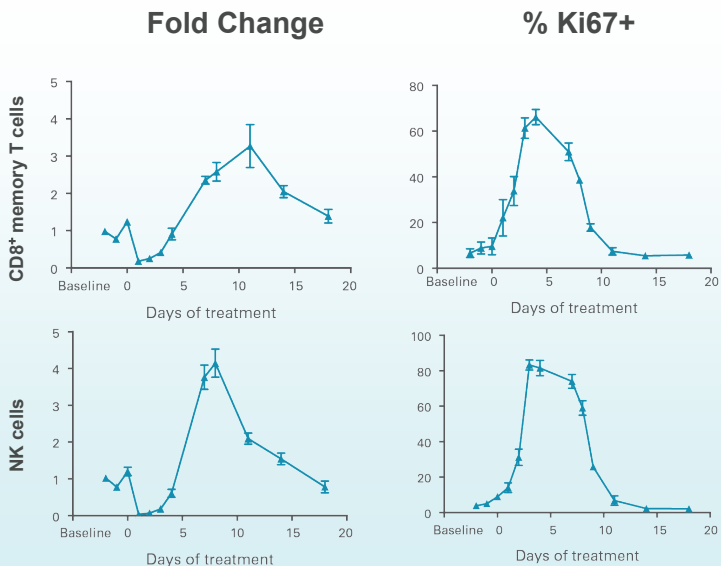 Fold Change
% Ki67+
CD8+ memory T cells
5
4
3
2
1
0
Baseline 0 5 10 15 20
Days of treatment
80
60
40
20
0
Baseline 0 5 10 15 20
Days of treatment
NK cells
5
4
3
2
1
0
Baseline 0 5 10 15 20
Days of treatment
100
80
60
40
20
0
Baseline 0 5 10 15 20
Days of treatment